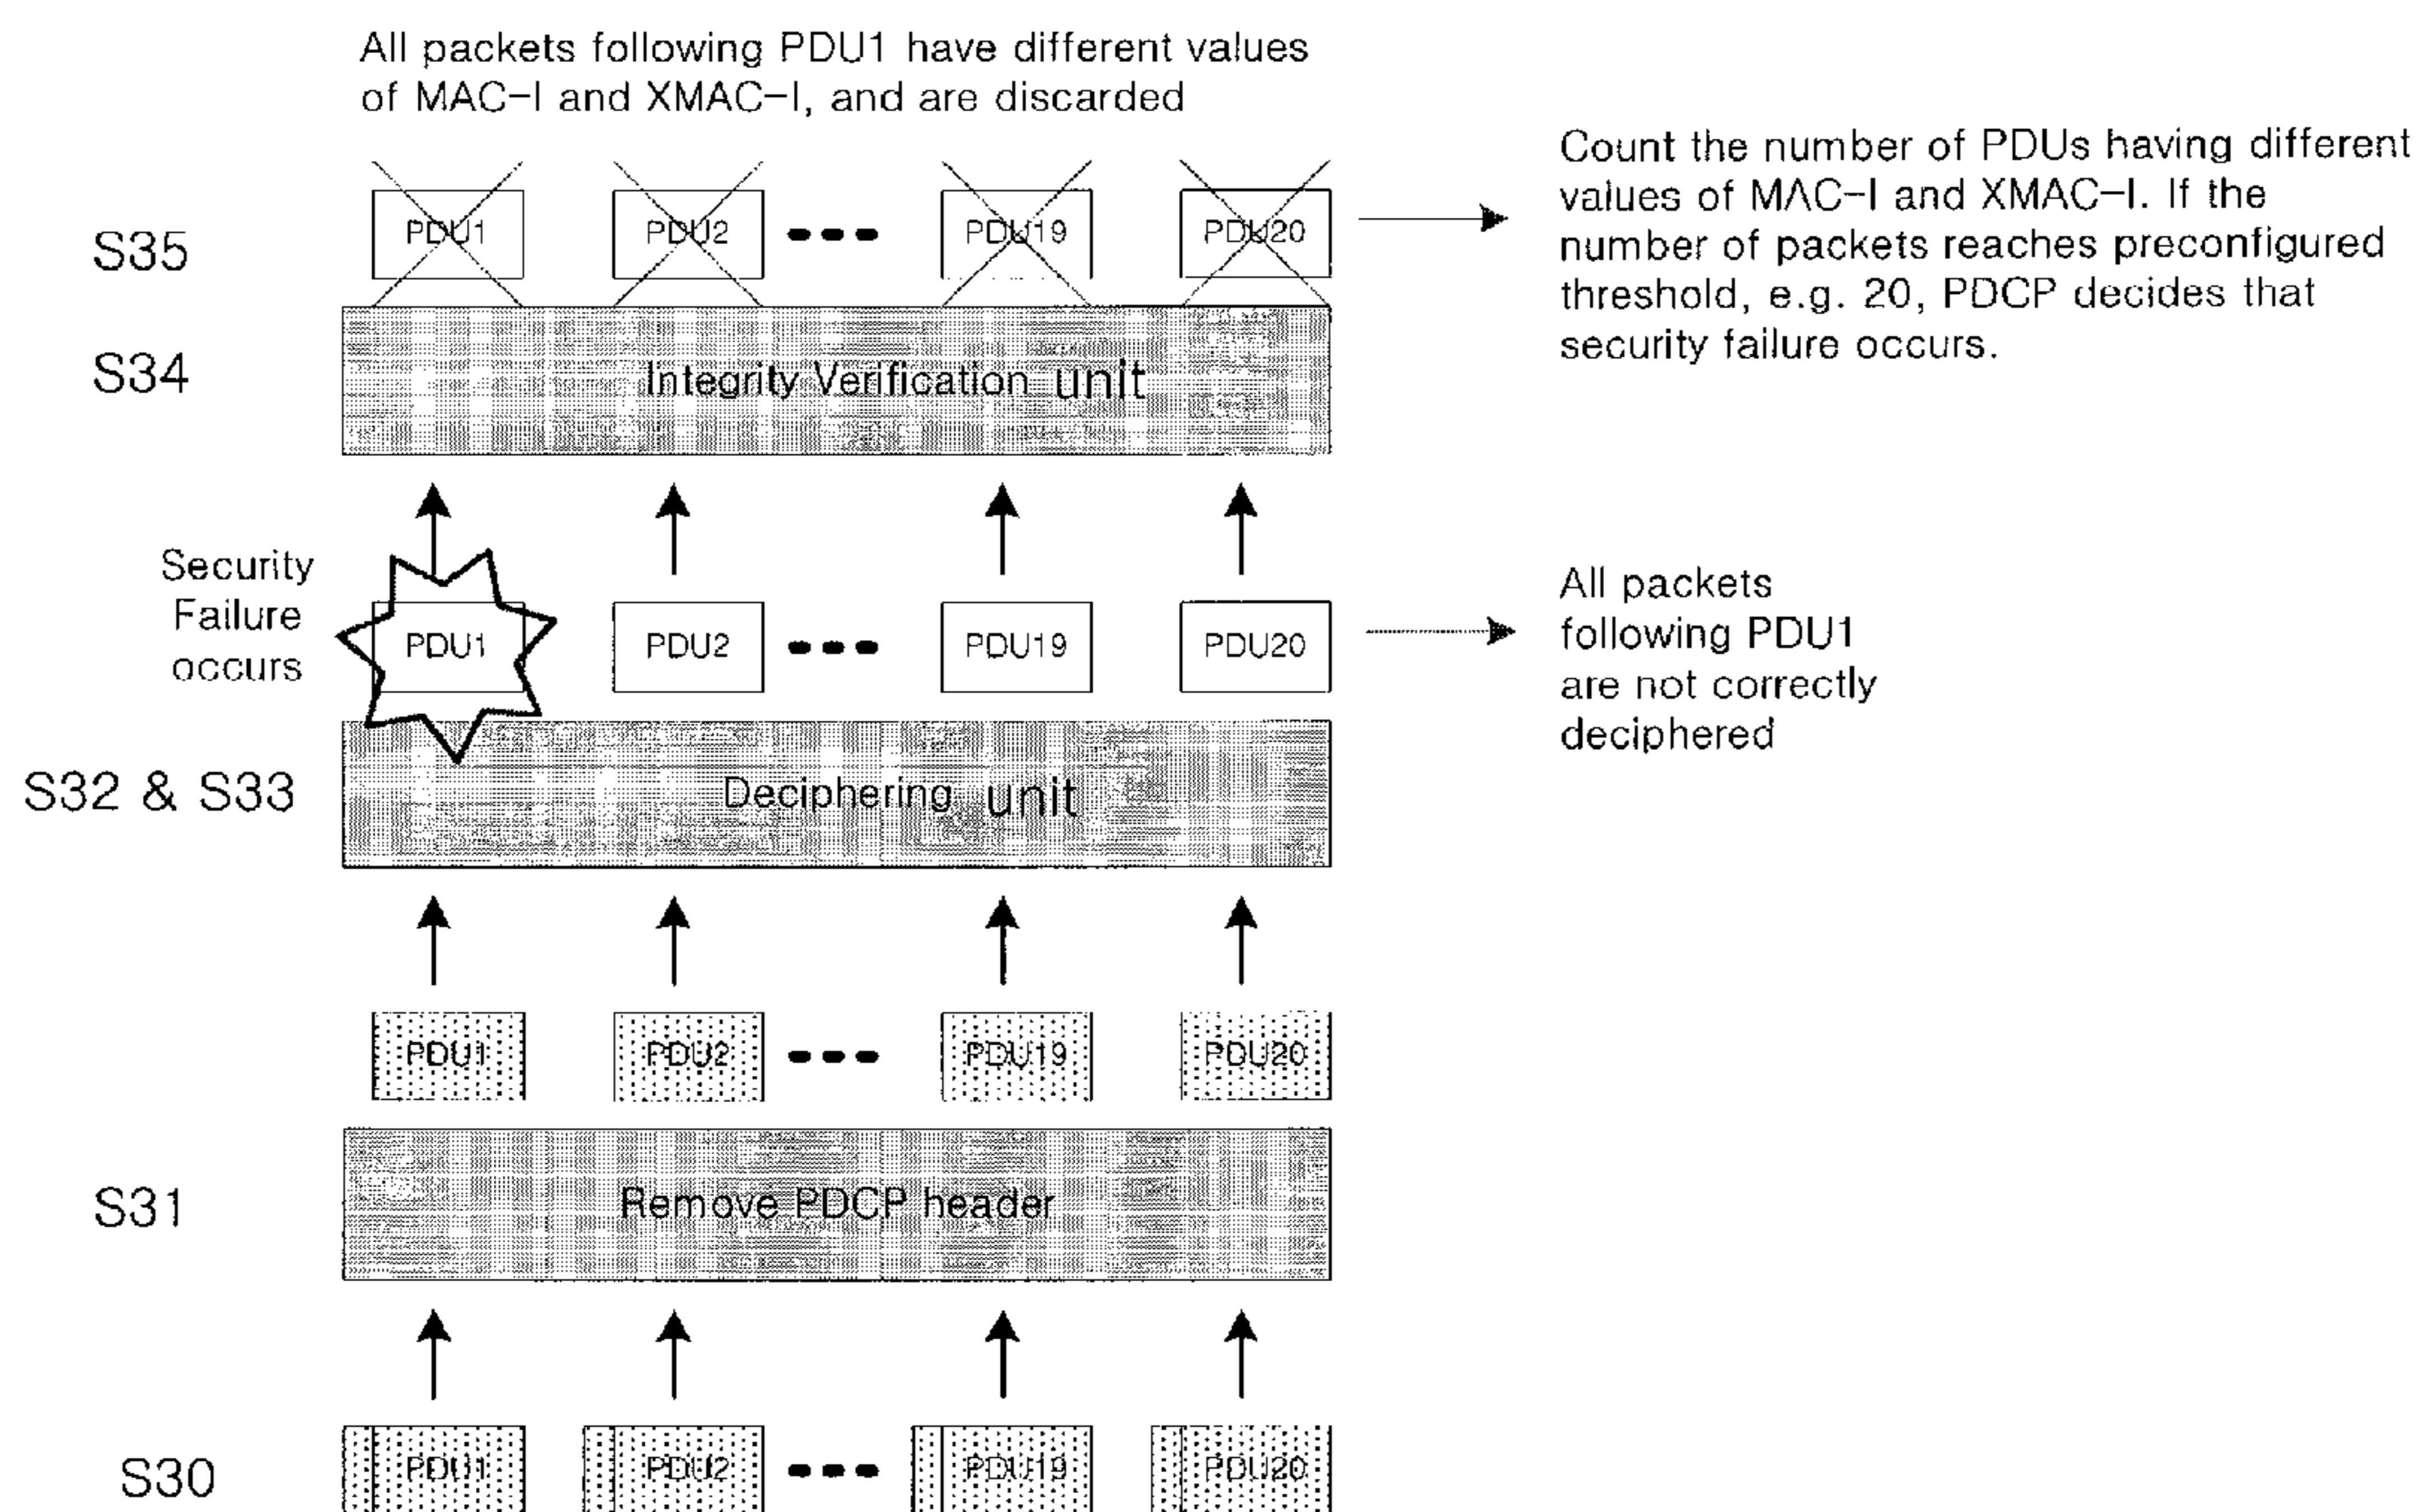 All packets following PDU1 have different values
of MAC-I and XMAC-I, and are discarded
Count the number of PDUs having different
values of MAC-I and XMAC-I. If the
number of packets reaches preconfigured
threshold, e.g. 20, PDCP decides that
security failure occurs.
S35
PDU1 PDU2 PDU19 PDU20
S34
Integrity Verification unit
Security
Failure
occurs
PDU1 PDU2 PDU19 PDU20
All packets
following PDU1
are not correctly
deciphered
S32 & S33
Deciphering unit
PDU1 PDU2 PDU19 PDU20
S31
Remove PDCP header
S30
PDU1 PDU2 PDU19 PDU20